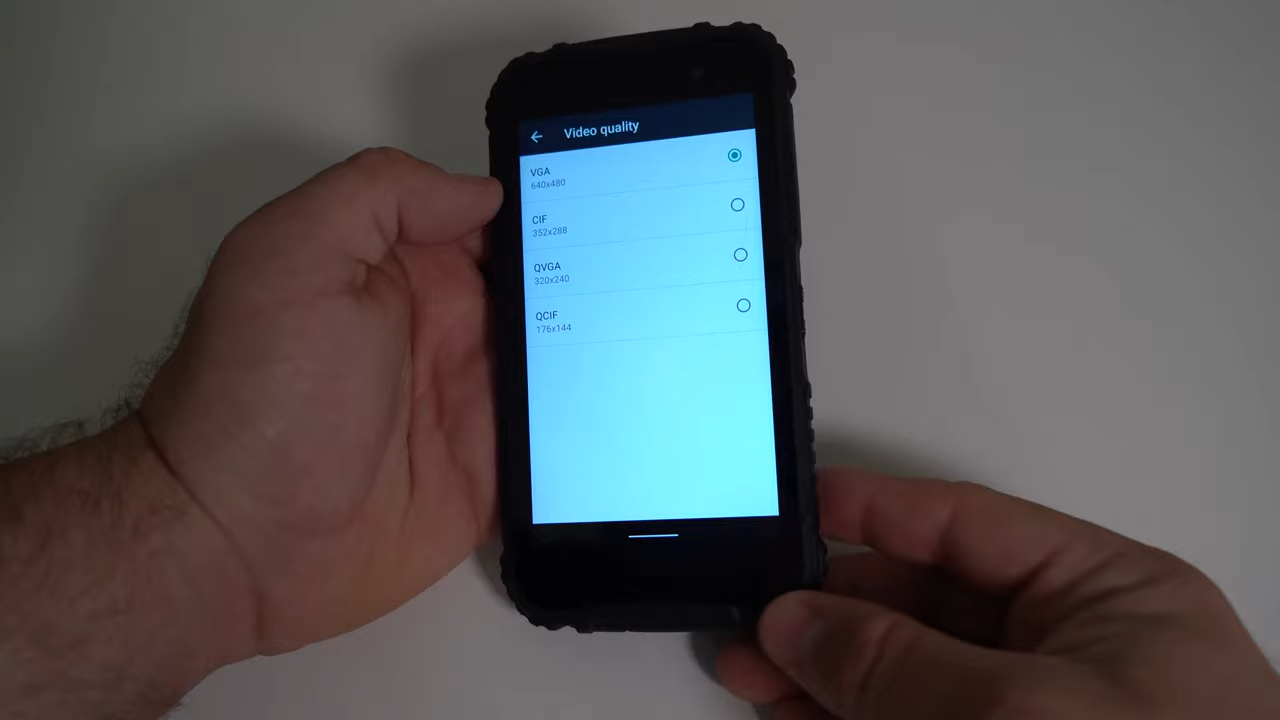 Video quality
VGA
640x480
CIF
352x288
QVGA
320x240
QCIF
176x144